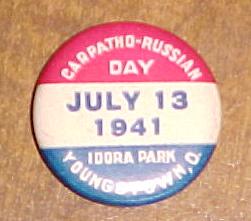 CARPATHO-RUSSIAN
DAY
JULY 13
1941
IDORA PARK
YOUNGSTOWN, O.